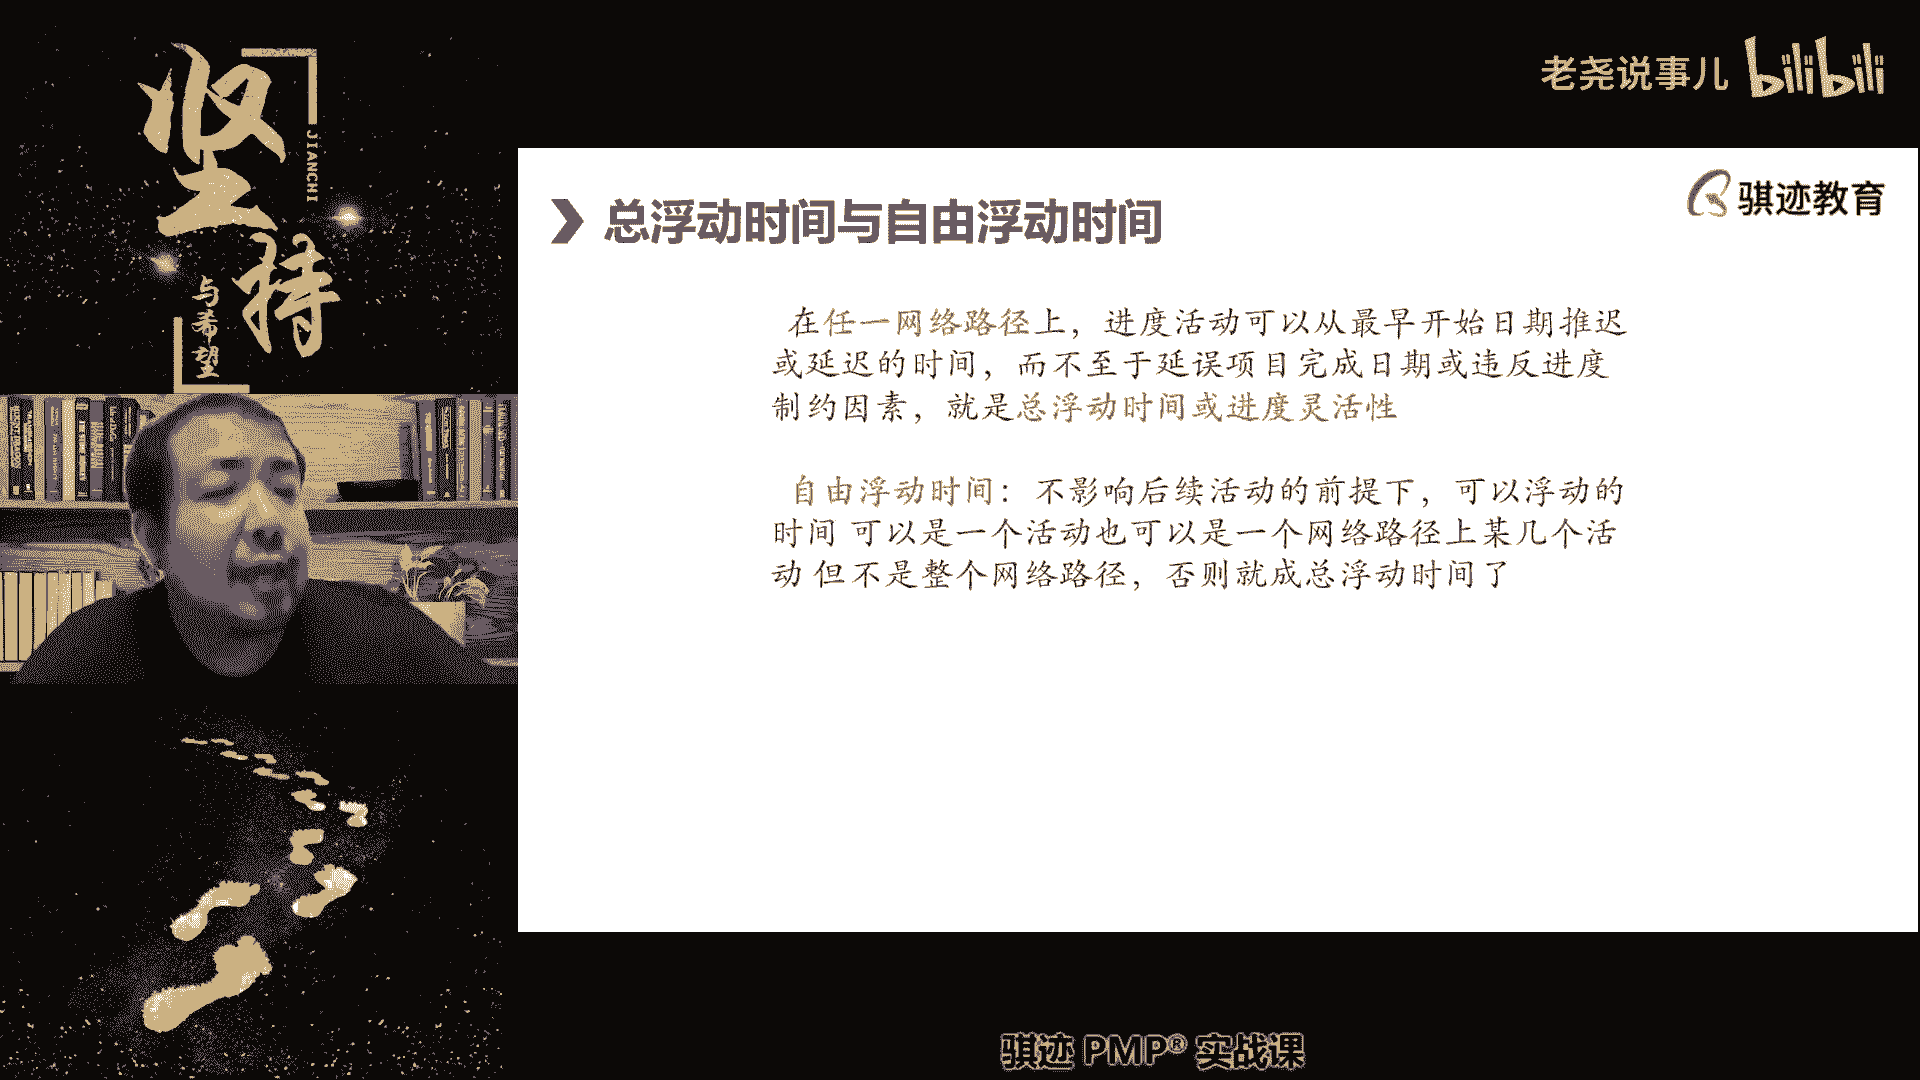 坚持
JIANCHI
与希望
老尧说事儿 bilibili
骐迹教育
总浮动时间与自由浮动时间
在任一网络路径上，进度活动可以从最早开始日期推迟
或延迟的时间，而不至于延误项目完成日期或违反进度
制约因素，就是总浮动时间或进度灵活性
自由浮动时间：不影响后续活动的前提下，可以浮动的
时间 可以是一个活动也可以是一个网络路径上某几个活
动 但不是整个网络路径，否则就成总浮动时间了
骐迹 PMP® 实战课